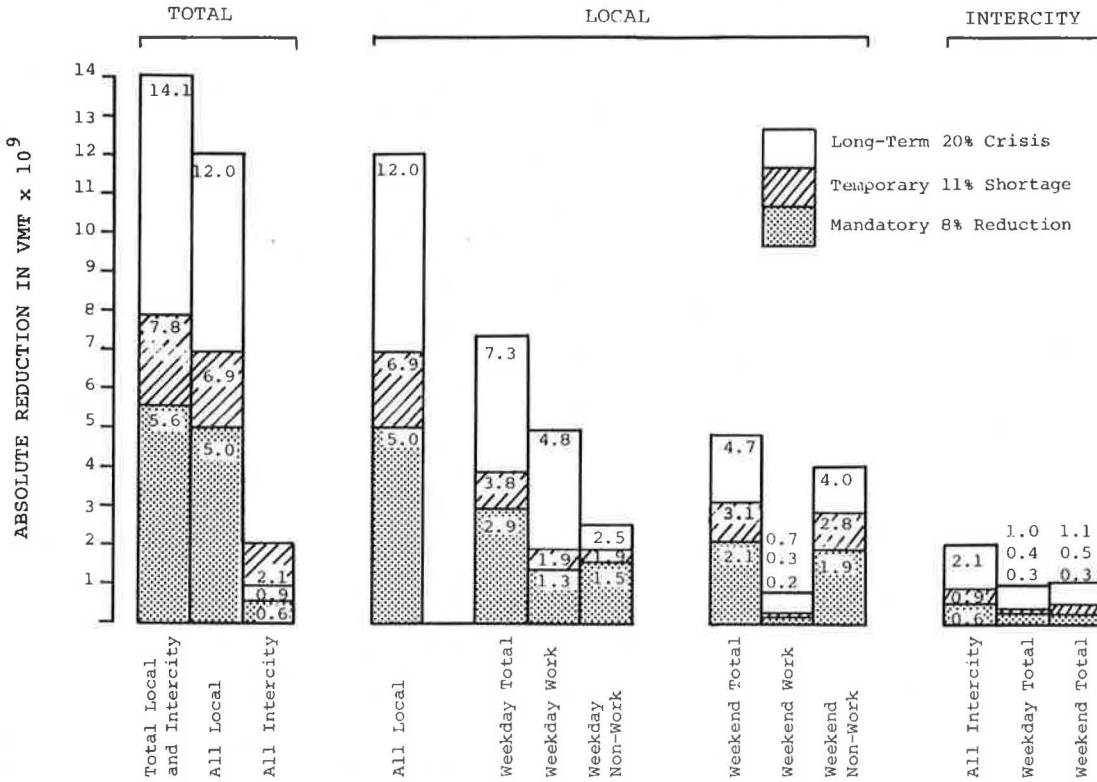 TOTAL
LOCAL
INTERCITY
ABSOLUTE REDUCTION IN VMT x 10⁹
14
13
12
11
10
9
8
7
6
5
4
3
2
1
14.1
7.8
5.6
12.0
6.9
5.0
2.1
0.9
0.6
12.0
6.9
5.0
7.3
3.8
2.9
4.8
1.9
1.3
2.5
1.9
1.5
4.7
3.1
2.1
0.7
0.3
0.2
4.0
2.8
1.9
2.1
0.9
0.6
1.0
0.4
0.3
1.1
0.5
0.3
Long-Term 20% Crisis
Temporary 11% Shortage
Mandatory 8% Reduction
Total Local
and Intercity
All Local
All Intercity
All Local
Weekday Total
Weekday Work
Weekday
Non-Work
Weekend Total
Weekend Work
Weekend
Non-Work
All Intercity
Weekday Total
Weekend Total